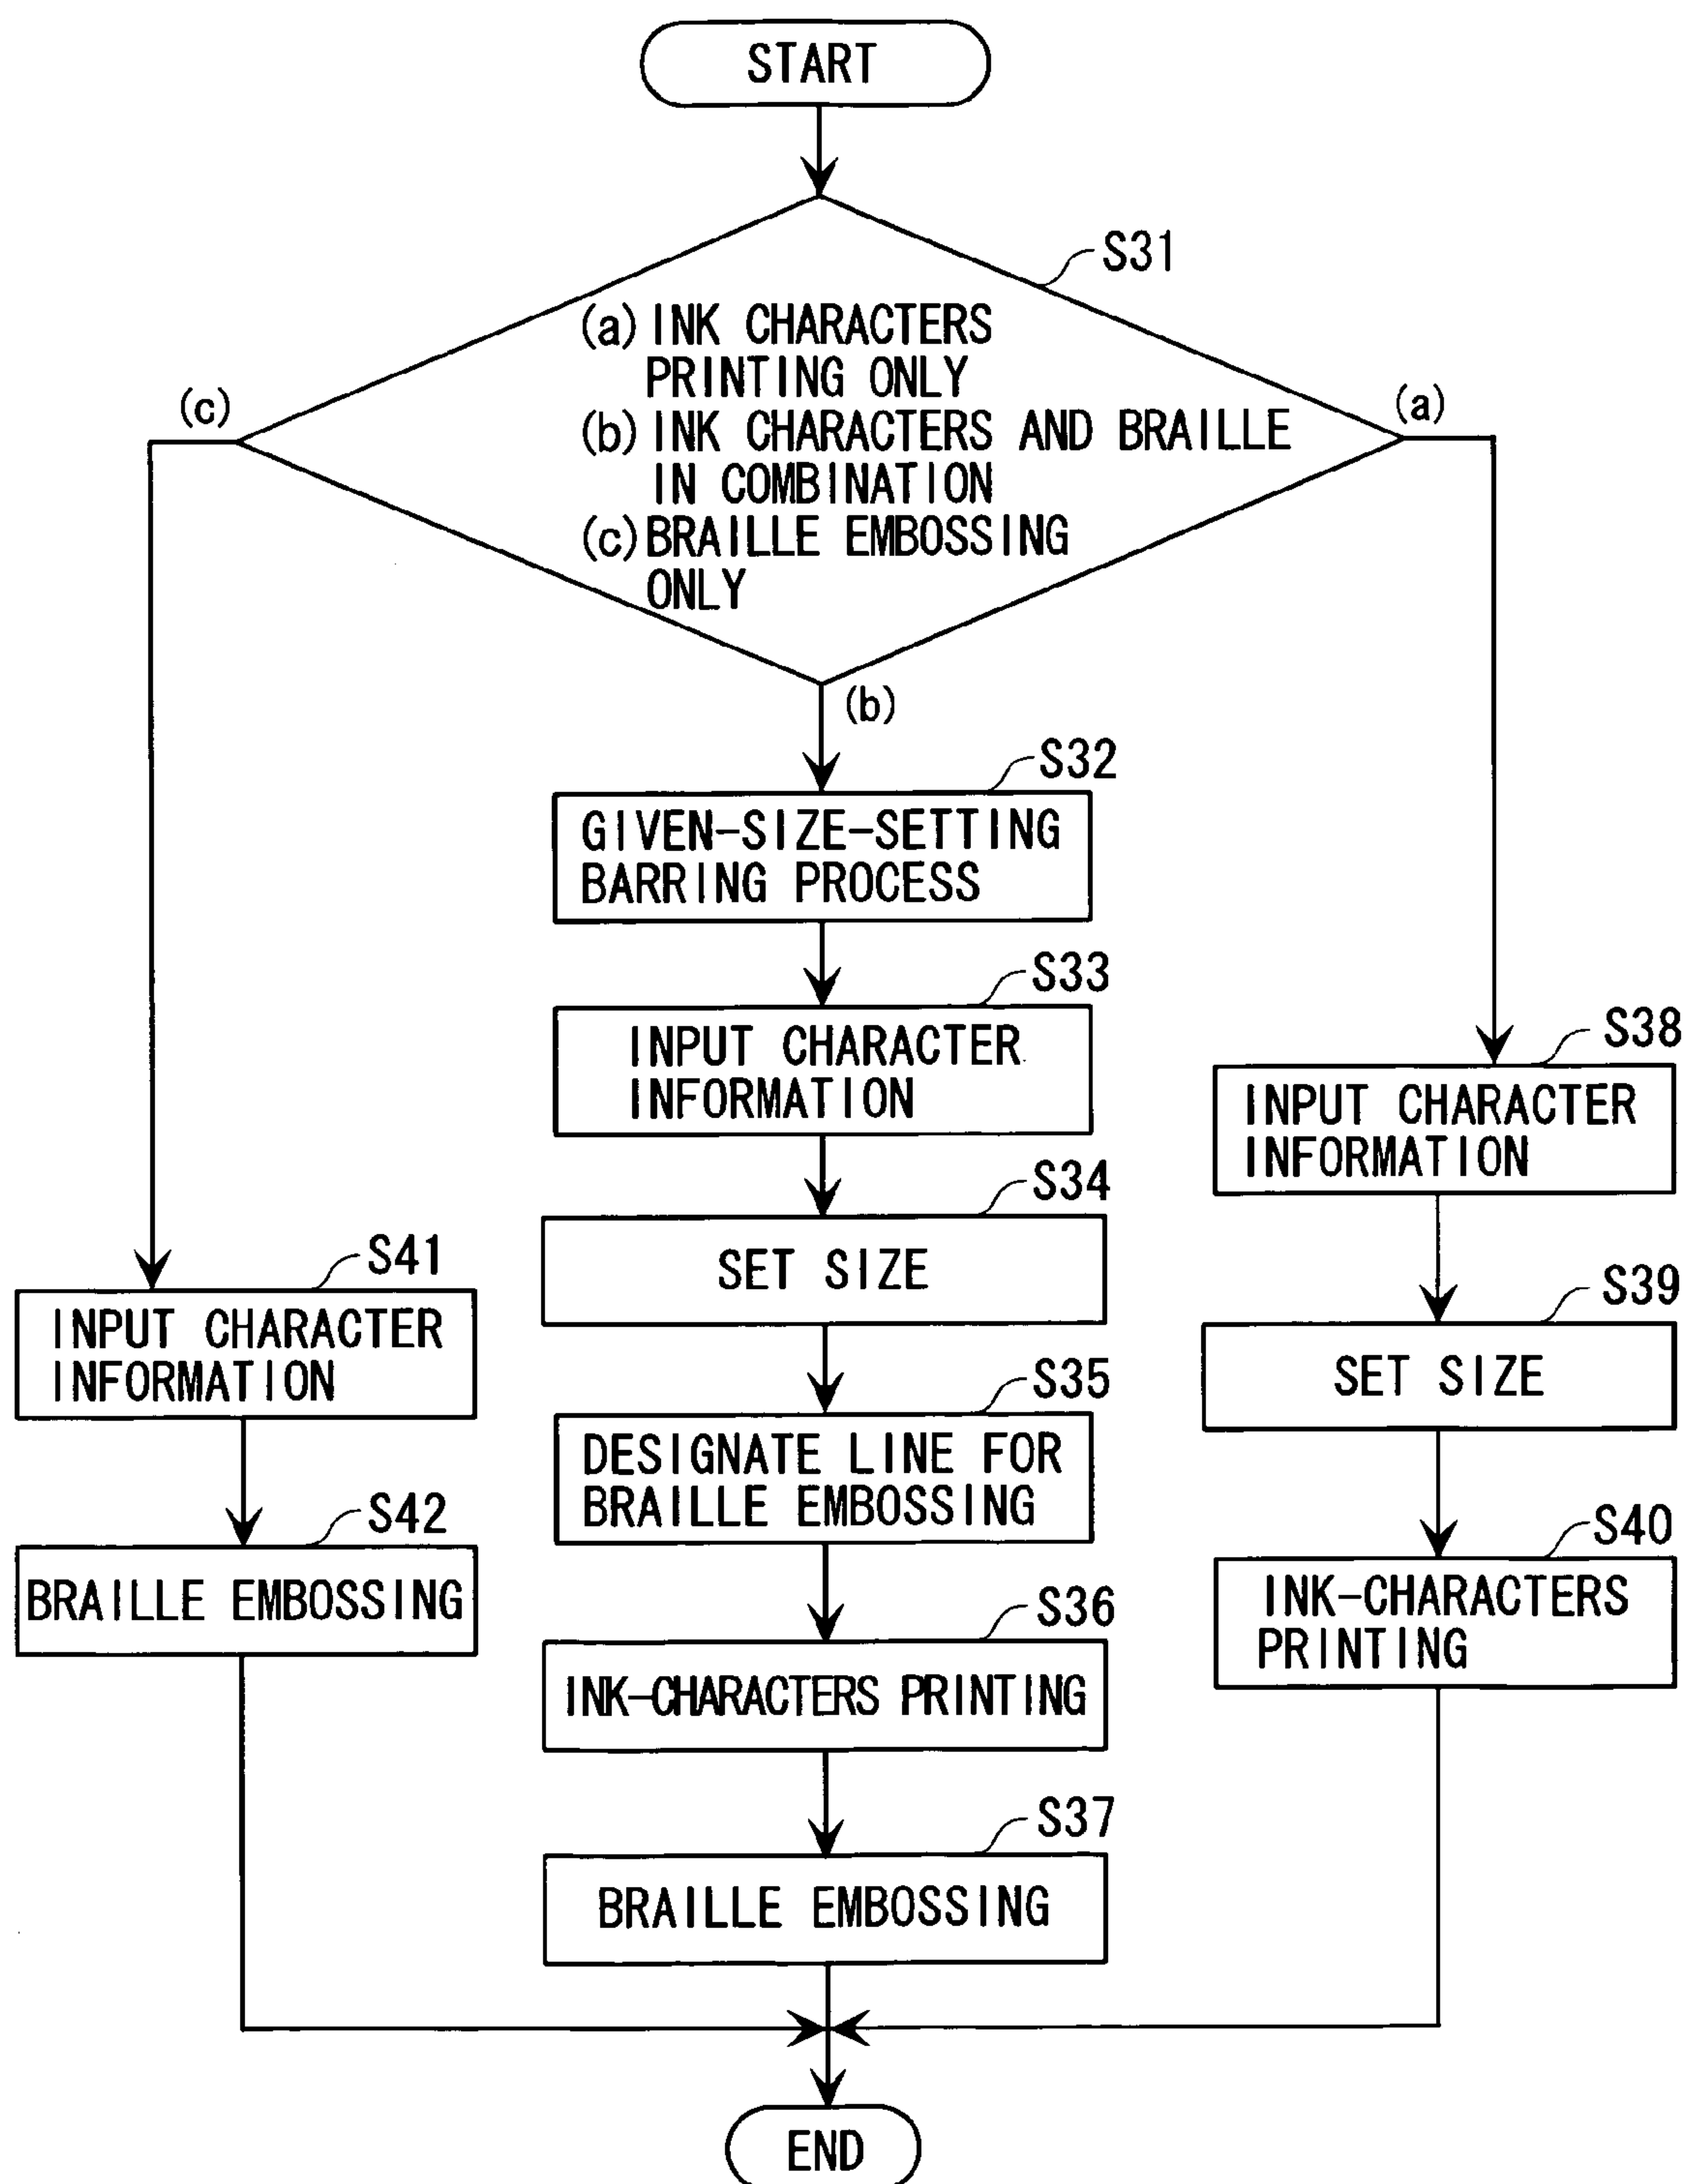 START
S31
(a) INK CHARACTERS
PRINTING ONLY
(b) INK CHARACTERS AND BRAILLE
IN COMBINATION
(c) BRAILLE EMBOSSING
ONLY
(c)
(a)
(b)
S32
GIVEN-SIZE-SETTING
BARRING PROCESS
S33
INPUT CHARACTER
INFORMATION
S34
SET SIZE
S35
DESIGNATE LINE FOR
BRAILLE EMBOSSING
S36
INK-CHARACTERS PRINTING
S37
BRAILLE EMBOSSING
S38
INPUT CHARACTER
INFORMATION
S39
SET SIZE
S40
INK-CHARACTERS
PRINTING
S41
INPUT CHARACTER
INFORMATION
S42
BRAILLE EMBOSSING
END